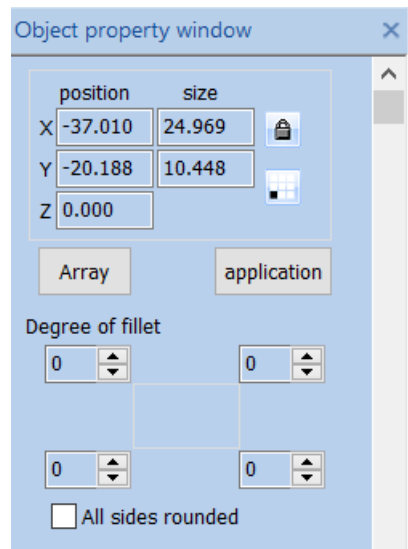 Object property window
position size
X -37.010 24.969
Y -20.188 10.448
Z 0.000
Array application
Degree of fillet
0 0
0 0
All sides rounded